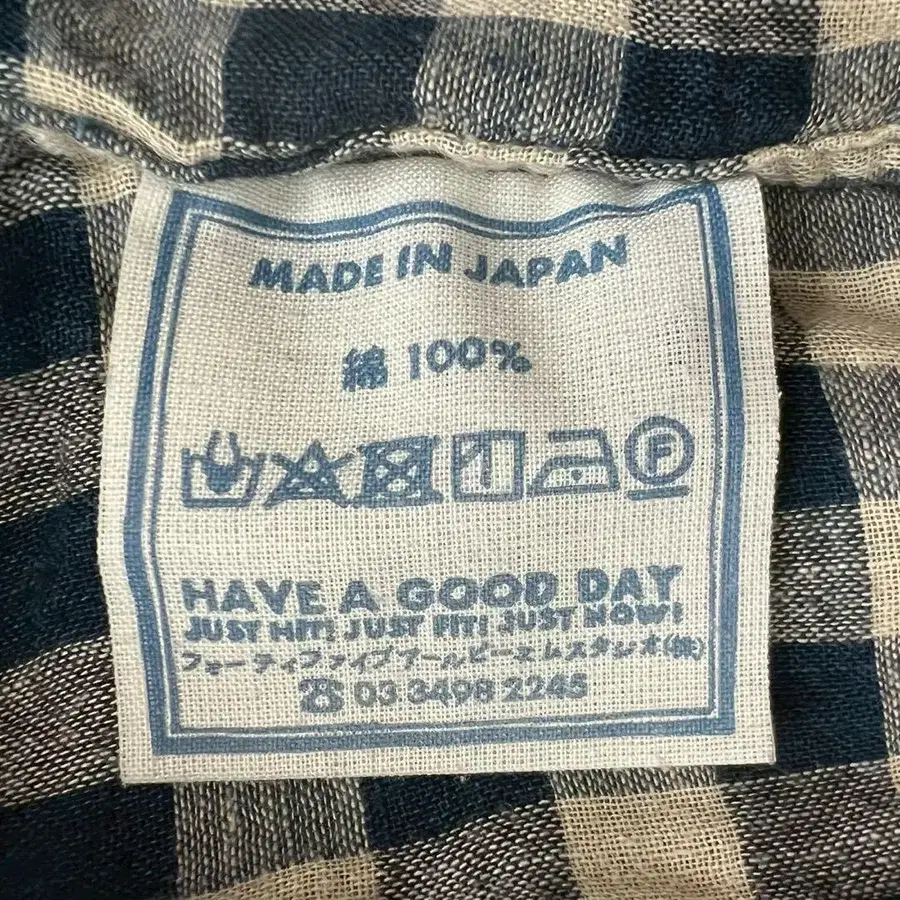 MADE IN JAPAN
綿 100%
F
HAVE A GOOD DAY
JUST HIT! JUST FIT! JUST NOW!
フォーティファイブアールピーエムスタジオ(株)
☎ 03 3498 2245